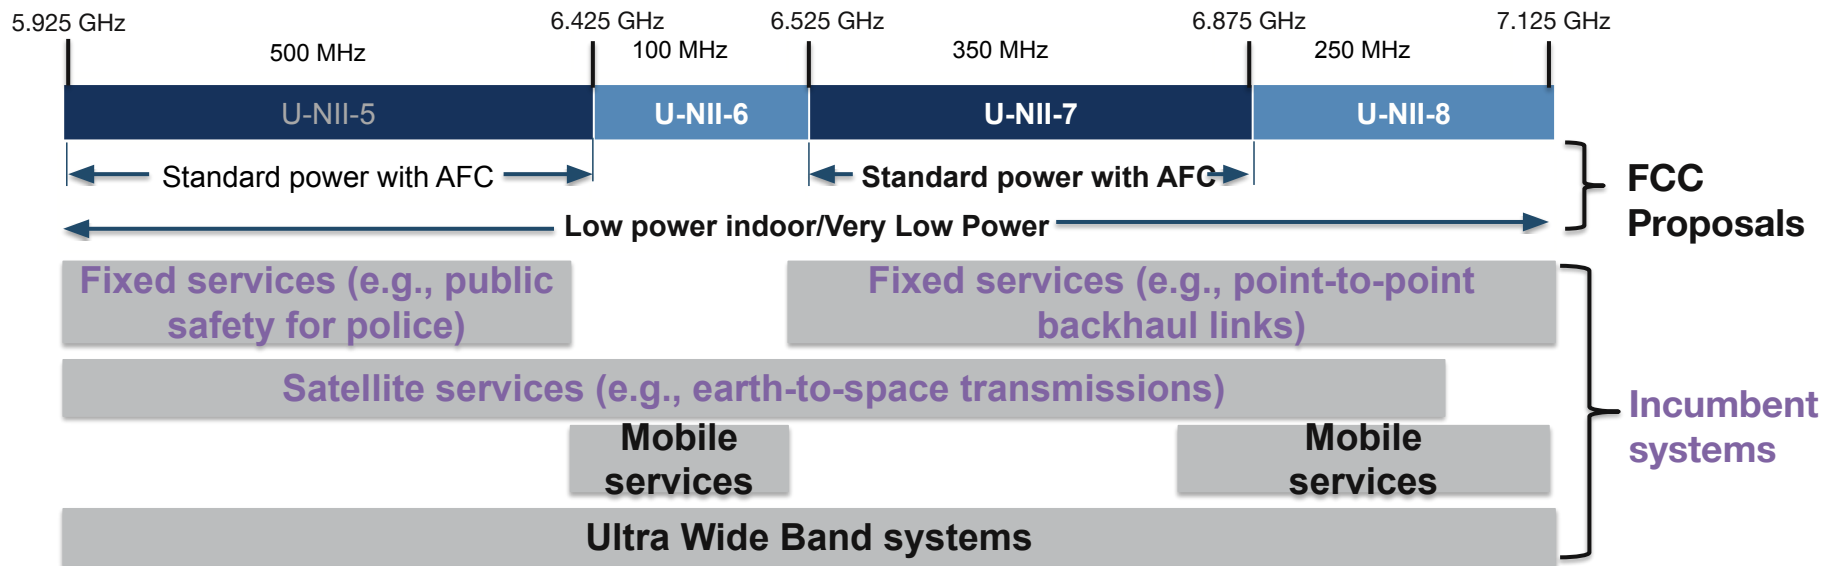 5.925 GHz 6.425 GHz 6.525 GHz 6.875 GHz 7.125 GHz
500 MHz 100 MHz 350 MHz 250 MHz
U-NII-5 U-NII-6 U-NII-7 U-NII-8
Standard power with AFC Standard power with AFC
Low power indoor/Very Low Power
FCC
Proposals
Fixed services (e.g., public
safety for police)
Fixed services (e.g., point-to-point
backhaul links)
Satellite services (e.g., earth-to-space transmissions)
Mobile
services
Mobile
services
Ultra Wide Band systems
Incumbent
systems